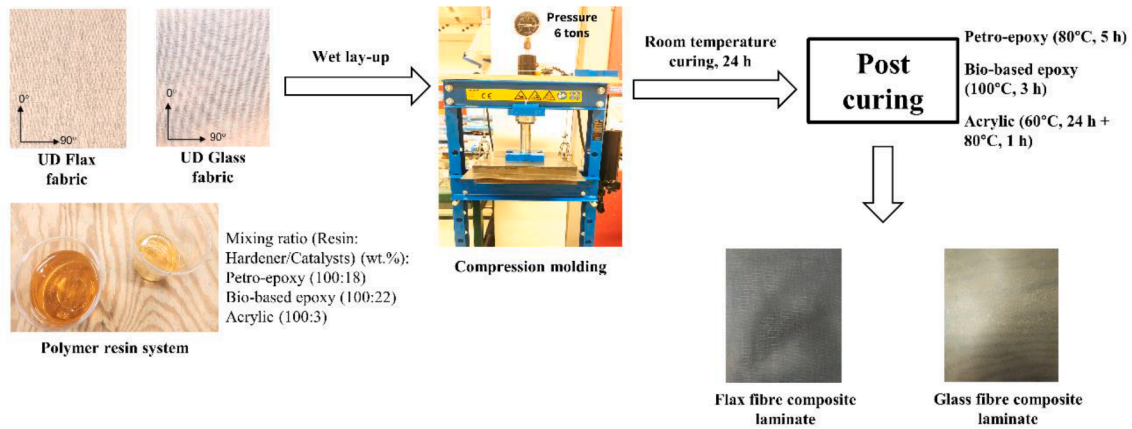 0°
90°
UD Flax
fabric
0°
90°
UD Glass
fabric
Wet lay-up
Pressure
6 tons
CE
Compression molding
Room temperature
curing, 24 h
Post
curing
Petro-epoxy (80°C, 5 h)
Bio-based epoxy
(100°C, 3 h)
Acrylic (60°C, 24 h +
80°C, 1 h)
Mixing ratio (Resin:
Hardener/Catalysts) (wt.%):
Petro-epoxy (100:18)
Bio-based epoxy (100:22)
Acrylic (100:3)
Polymer resin system
Flax fibre composite
laminate
Glass fibre composite
laminate